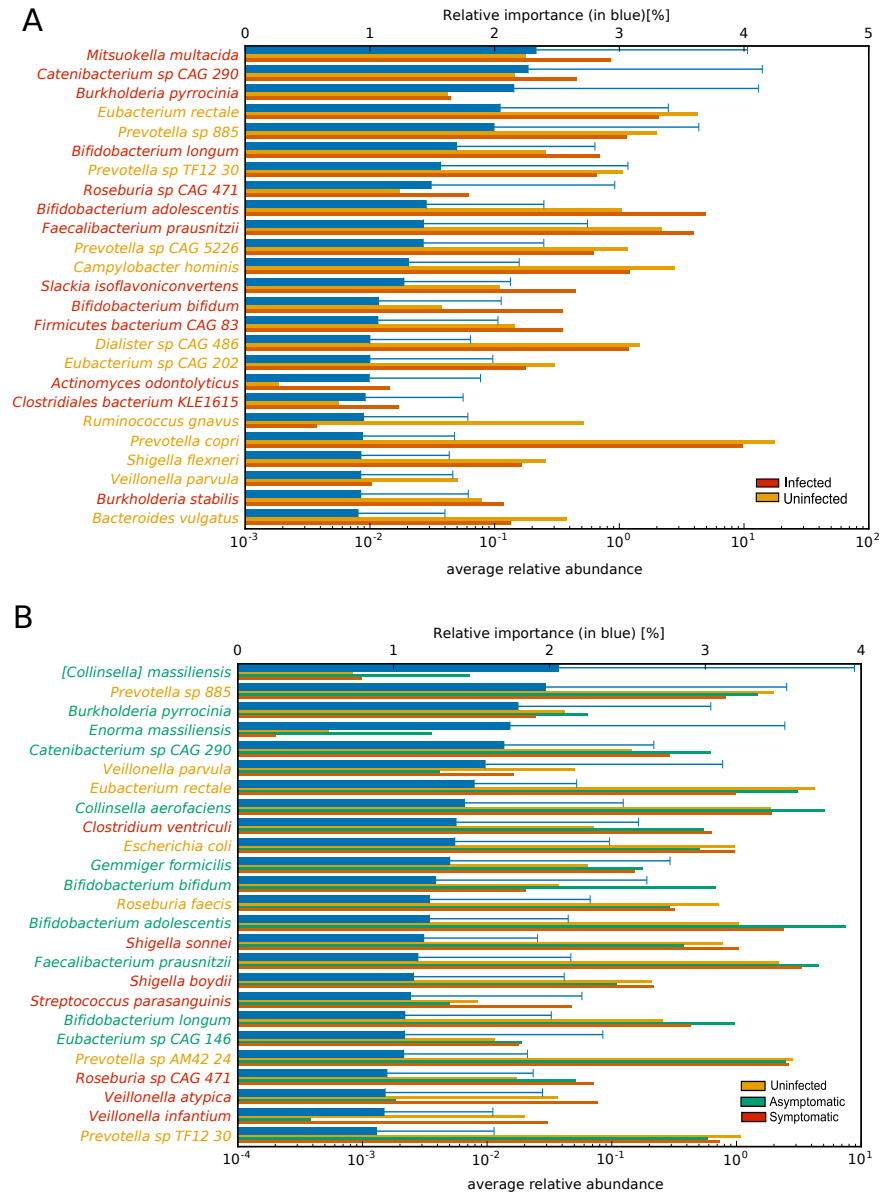 A
Relative importance (in blue)[%]
0 1 2 3 4 5
Mitsuokella multacida
Catenibacterium sp CAG 290
Burkholderia pyrrocinia
Eubacterium rectale
Prevotella sp 885
Bifidobacterium longum
Prevotella sp TF12 30
Roseburia sp CAG 471
Bifidobacterium adolescentis
Faecalibacterium prausnitzii
Prevotella sp CAG 5226
Campylobacter hominis
Slackia isoflavoniconvertens
Bifidobacterium bifidum
Firmicutes bacterium CAG 83
Dialister sp CAG 486
Eubacterium sp CAG 202
Actinomyces odontolyticus
Clostridiales bacterium KLE1615
Ruminococcus gnavus
Prevotella copri
Shigella flexneri
Veillonella parvula
Burkholderia stabilis
Bacteroides vulgatus
Infected
Uninfected
10⁻³ 10⁻² 10⁻¹ 10⁰ 10¹ 10²
average relative abundance
B
Relative importance (in blue) [%]
0 1 2 3 4
[Collinsella] massiliensis
Prevotella sp 885
Burkholderia pyrrocinia
Enorma massiliensis
Catenibacterium sp CAG 290
Veillonella parvula
Eubacterium rectale
Collinsella aerofaciens
Clostridium ventriculi
Escherichia coli
Gemmiger formicilis
Bifidobacterium bifidum
Roseburia faecis
Bifidobacterium adolescentis
Shigella sonnei
Faecalibacterium prausnitzii
Shigella boydii
Streptococcus parasanguinis
Bifidobacterium longum
Eubacterium sp CAG 146
Prevotella sp AM42 24
Roseburia sp CAG 471
Veillonella atypica
Veillonella infantium
Prevotella sp TF12 30
Uninfected
Asymptomatic
Symptomatic
10⁻⁴ 10⁻³ 10⁻² 10⁻¹ 10⁰ 10¹
average relative abundance